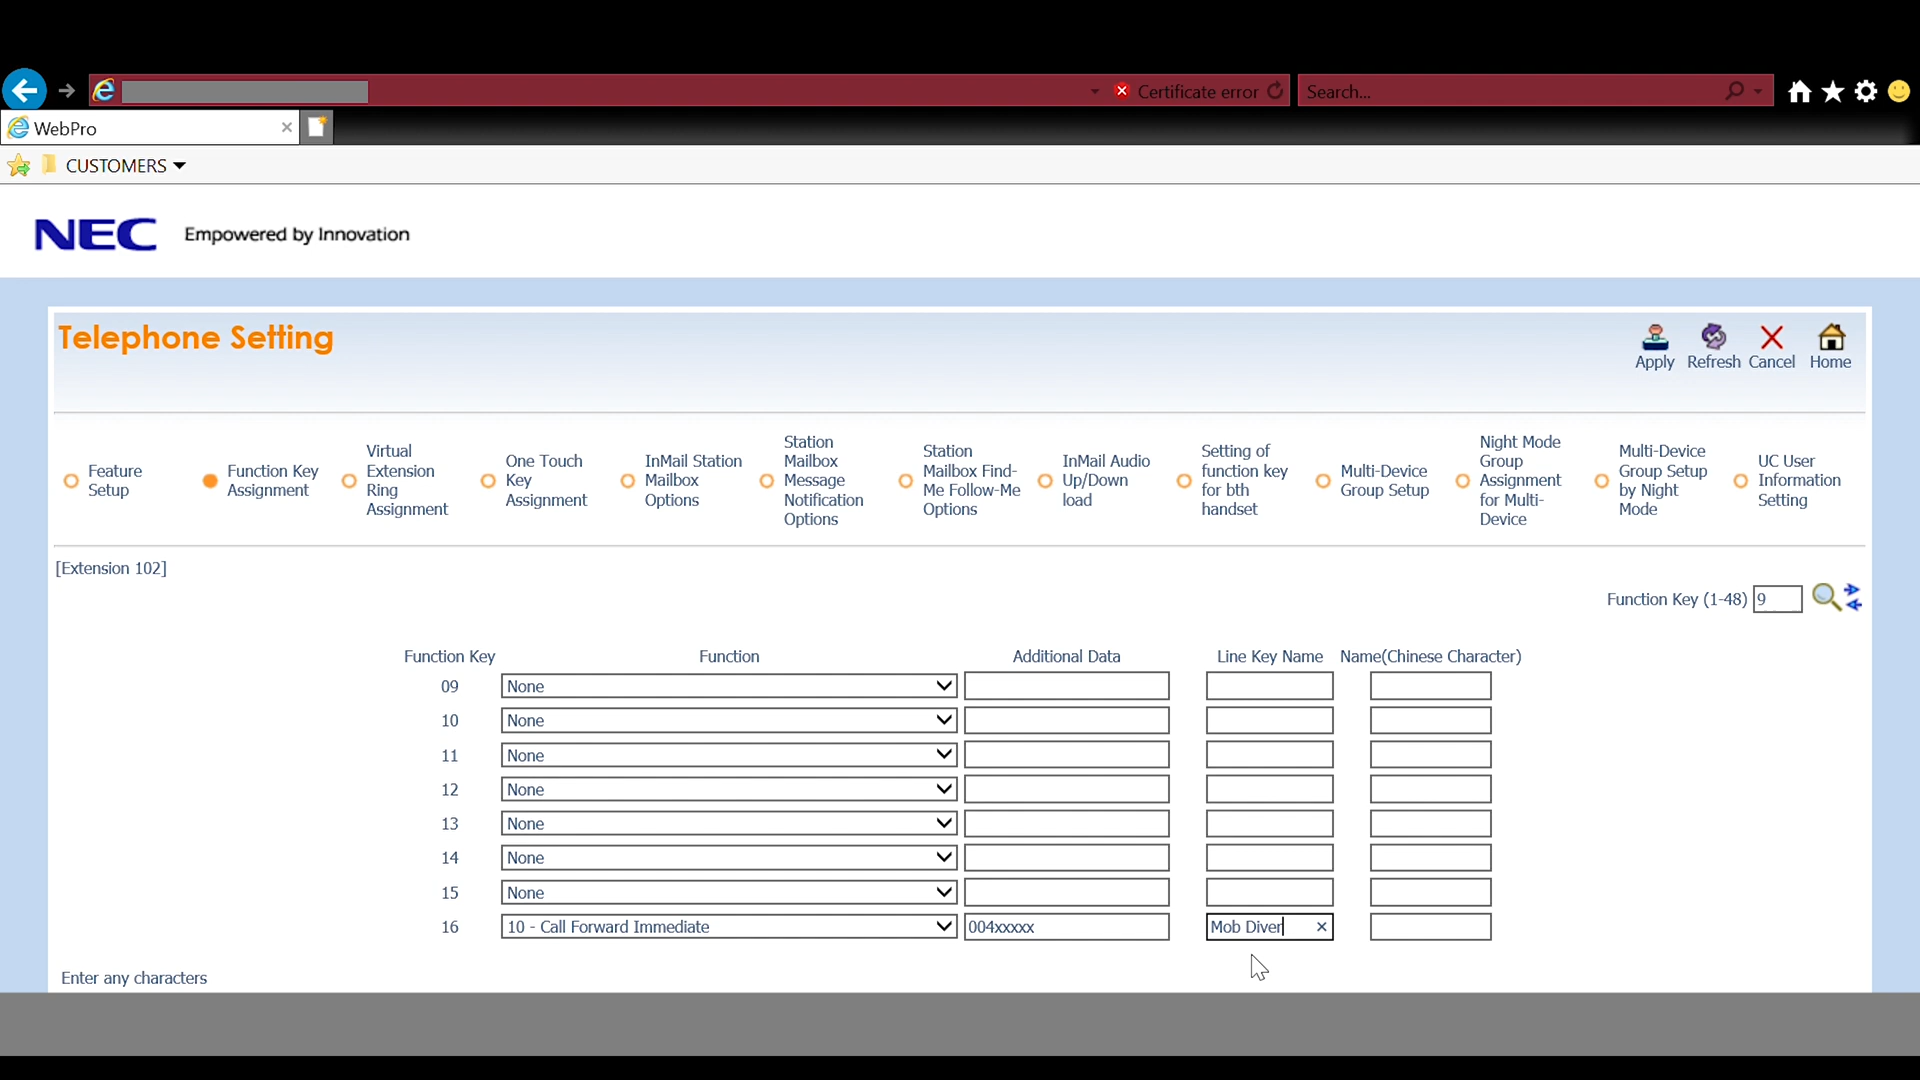 Certificate error
Search...
WebPro
CUSTOMERS
NEC Empowered by Innovation
Telephone Setting
Apply Refresh Cancel Home
Feature
Setup
Function Key
Assignment
Virtual
Extension
Ring
Assignment
One Touch
Key
Assignment
InMail Station
Mailbox
Options
Station
Mailbox
Message
Notification
Options
Station
Mailbox Find-
Me Follow-Me
Options
InMail Audio
Up/Down
load
Setting of
function key
for bth
handset
Multi-Device
Group Setup
Night Mode
Group
Assignment
for Multi-
Device
Multi-Device
Group Setup
by Night
Mode
UC User
Information
Setting
[Extension 102]
Function Key (1-48) 9
Function Key Function Additional Data Line Key Name Name(Chinese Character)
09 None
10 None
11 None
12 None
13 None
14 None
15 None
16 10 - Call Forward Immediate 004xxxxx Mob Diver
Enter any characters